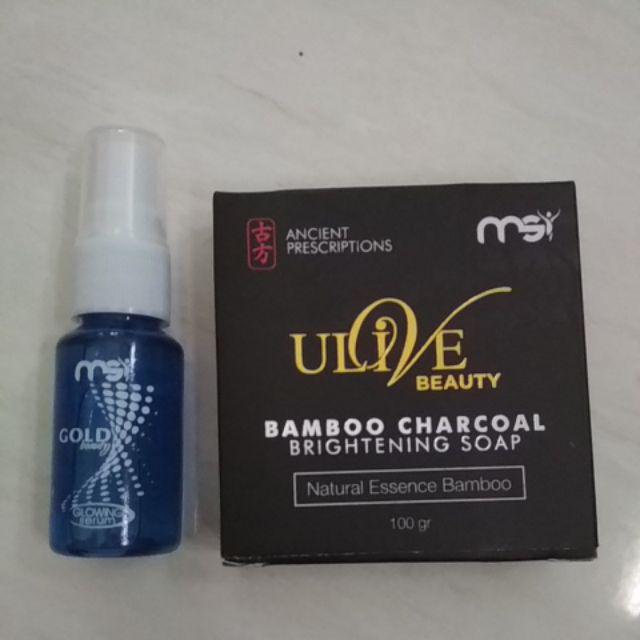 msi
GOLD
beauty
GLOWING
serum
古方
ANCIENT
PRESCRIPTIONS
msi
ULIVE
BEAUTY
BAMBOO CHARCOAL
BRIGHTENING SOAP
Natural Essence Bamboo
100 gr